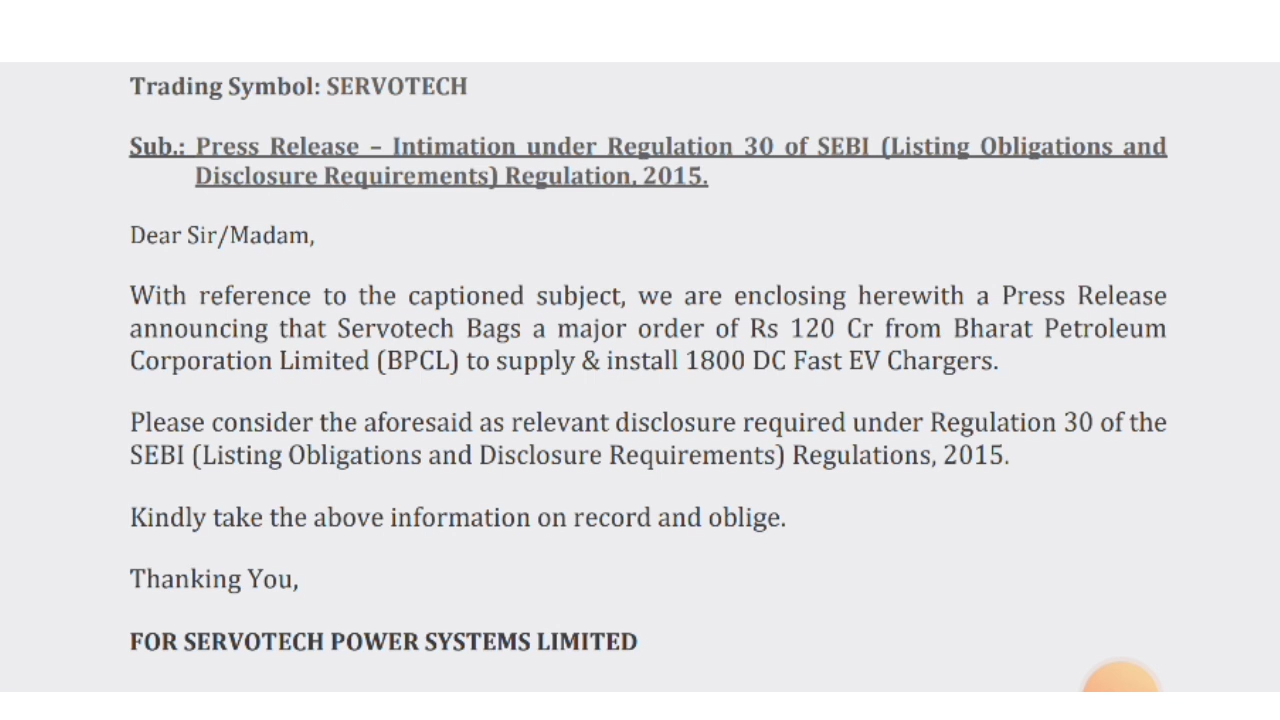 Trading Symbol: SERVOTECH
Sub.: Press Release – Intimation under Regulation 30 of SEBI (Listing Obligations and
Disclosure Requirements) Regulation, 2015.
Dear Sir/Madam,
With reference to the captioned subject, we are enclosing herewith a Press Release
announcing that Servotech Bags a major order of Rs 120 Cr from Bharat Petroleum
Corporation Limited (BPCL) to supply & install 1800 DC Fast EV Chargers.
Please consider the aforesaid as relevant disclosure required under Regulation 30 of the
SEBI (Listing Obligations and Disclosure Requirements) Regulations, 2015.
Kindly take the above information on record and oblige.
Thanking You,
FOR SERVOTECH POWER SYSTEMS LIMITED